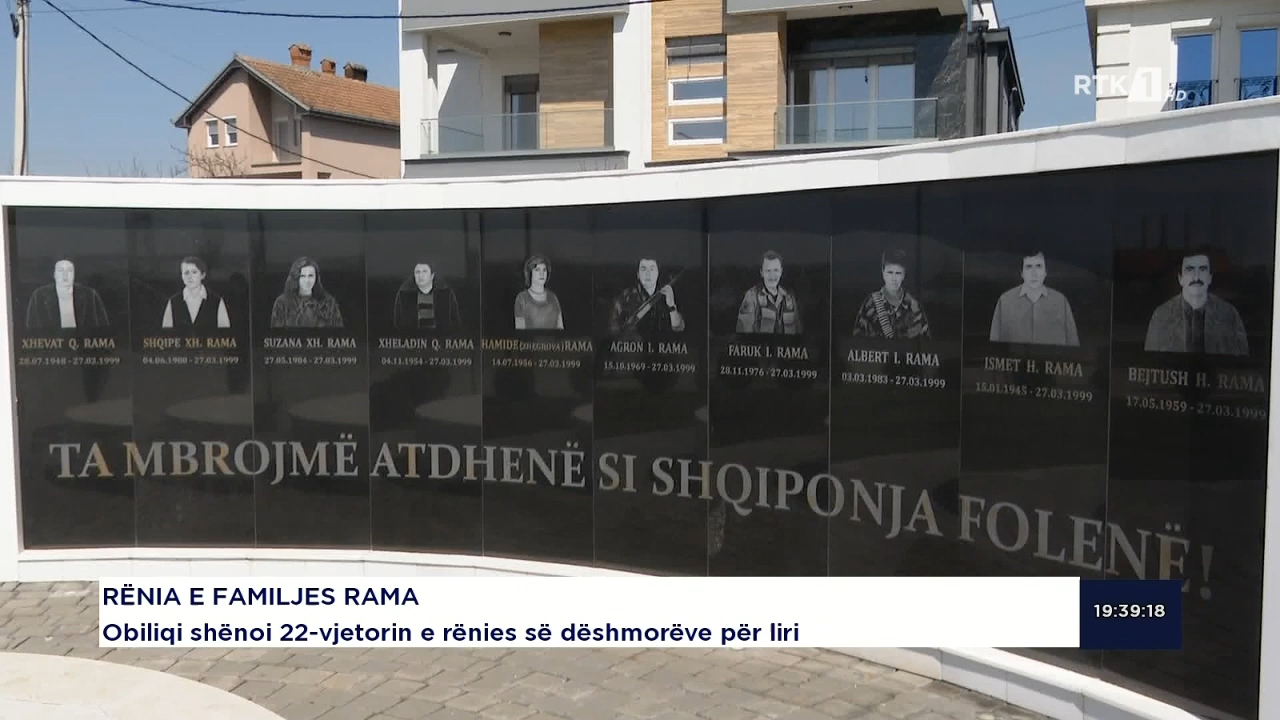 RTK 1 HD
XHEVAT Q. RAMA
28.07.1948 - 27.03.1999
SHQIPE XH. RAMA
04.06.1980 - 27.03.1999
SUZANA XH. RAMA
27.05.1984 - 27.03.1999
XHELADIN Q. RAMA
04.11.1954 - 27.03.1999
HAMIDE RAMA
14.07.1956 - 27.03.1999
AGRON I. RAMA
15.10.1969 - 27.03.1999
FARUK I. RAMA
28.11.1976 - 27.03.1999
ALBERT I. RAMA
03.03.1983 - 27.03.1999
ISMET H. RAMA
15.01.1945 - 27.03.1999
BEJTUSH H. RAMA
17.05.1959 - 27.03.1999
TA MBROJMË ATDHENË SI SHQIPONJA FOLENË!
RËNIA E FAMILJES RAMA
Obiliqi shënoi 22-vjetorin e rënies së dëshmorëve për liri
19:39:18